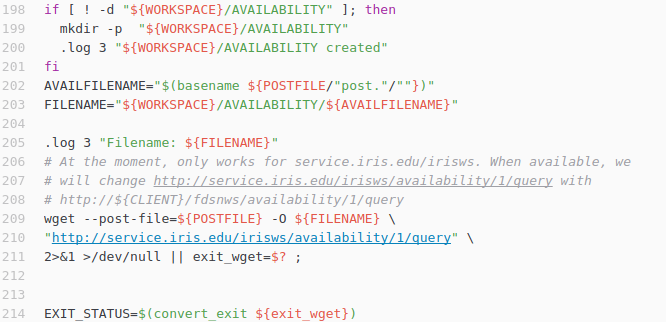 198 if [ ! -d "${WORKSPACE}/AVAILABILITY" ]; then
199   mkdir -p  "${WORKSPACE}/AVAILABILITY"
200   .log 3 "${WORKSPACE}/AVAILABILITY created"
201 fi
202 AVAILFILENAME="$(basename ${POSTFILE/"post."/""})"
203 FILENAME="${WORKSPACE}/AVAILABILITY/${AVAILFILENAME}"
204
205 .log 3 "Filename: ${FILENAME}"
206 # At the moment, only works for service.iris.edu/irisws. When available, we
207 # will change http://service.iris.edu/irisws/availability/1/query with
208 # http://${CLIENT}/fdsnws/availability/1/query
209 wget --post-file=${POSTFILE} -O ${FILENAME} \
210 "http://service.iris.edu/irisws/availability/1/query" \
211 2>&1 >/dev/null || exit_wget=$? ;
212
213
214 EXIT_STATUS=$(convert_exit ${exit_wget})